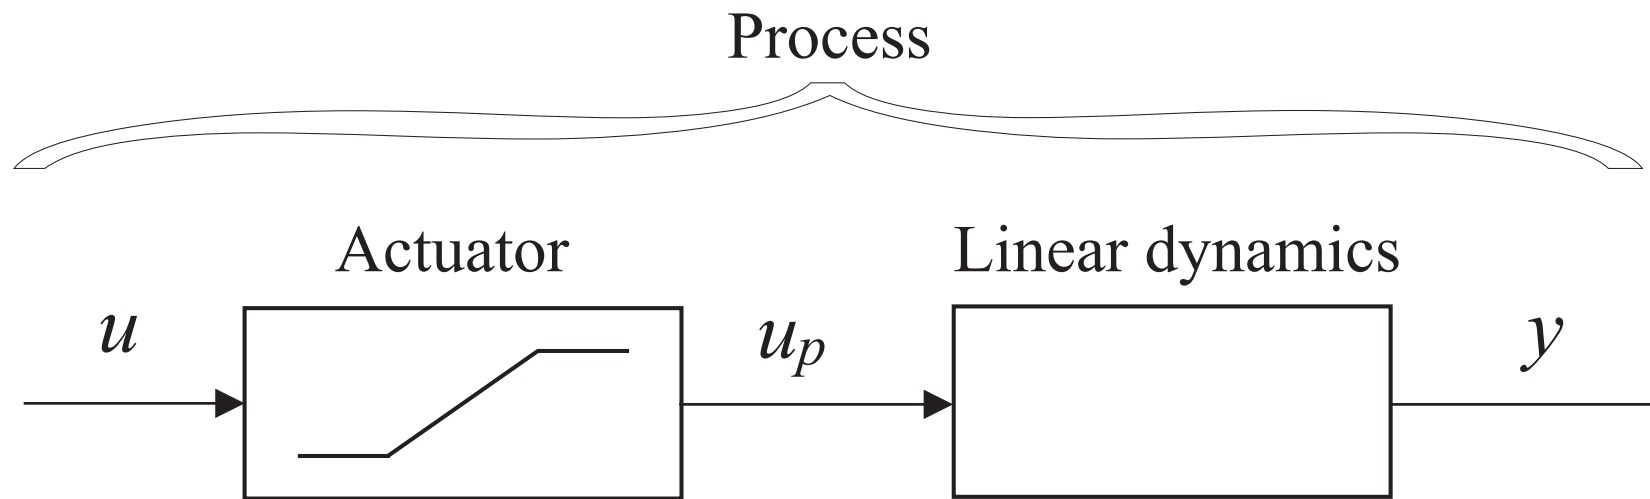 Process
Actuator
Linear dynamics
u
u_p
y